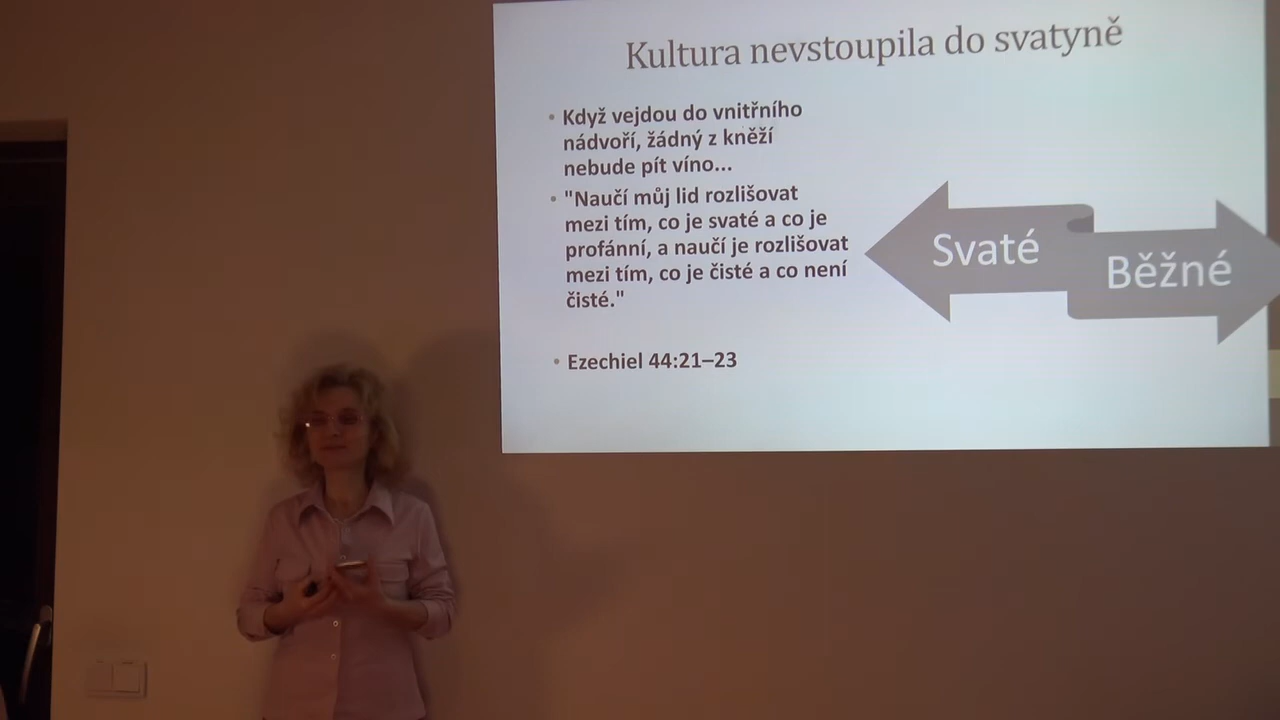 Kultura nevstoupila do svatyně
• Když vejdou do vnitřního
nádvoří, žádný z kněží
nebude pít víno...
• "Naučí můj lid rozlišovat
mezi tím, co je svaté a co je
profánní, a naučí je rozlišovat
mezi tím, co je čisté a co není
čisté."
• Ezechiel 44:21–23
Svaté
Běžné